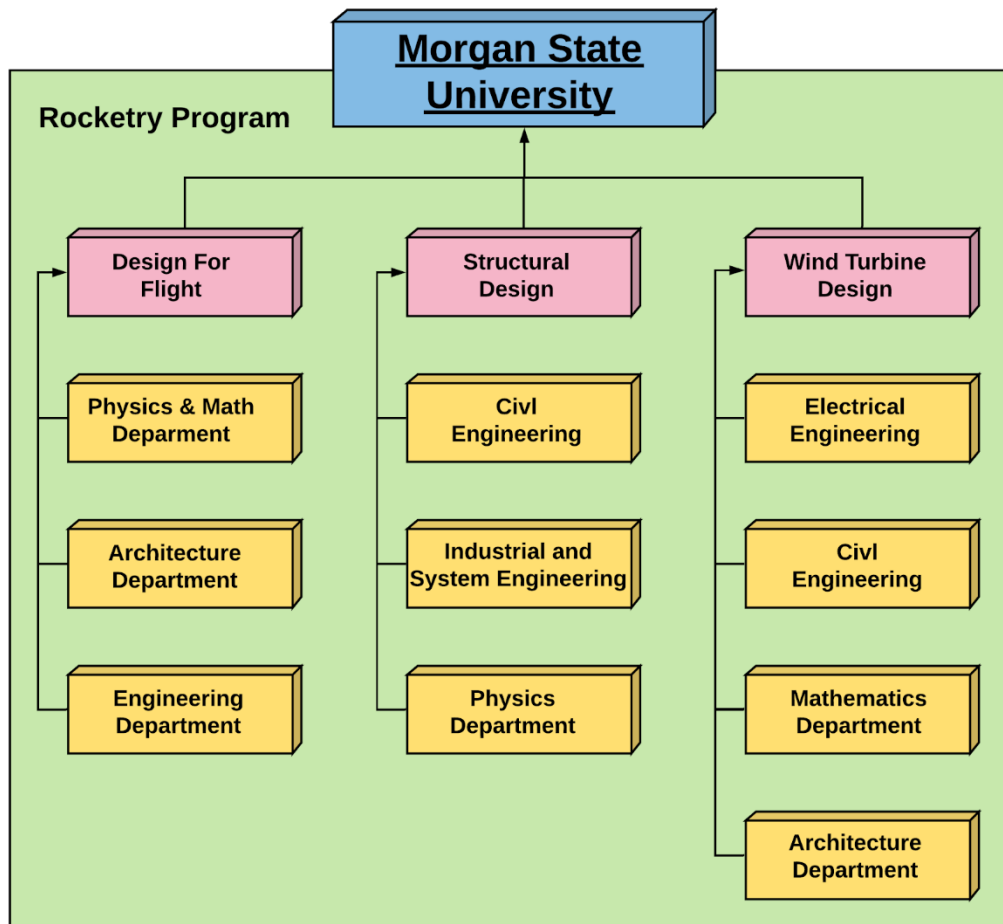 Morgan State
University
Rocketry Program
Design For
Flight
Structural
Design
Wind Turbine
Design
Physics & Math
Deparment
Civl
Engineering
Electrical
Engineering
Architecture
Department
Industrial and
System Engineering
Civl
Engineering
Engineering
Department
Physics
Department
Mathematics
Department
Architecture
Department